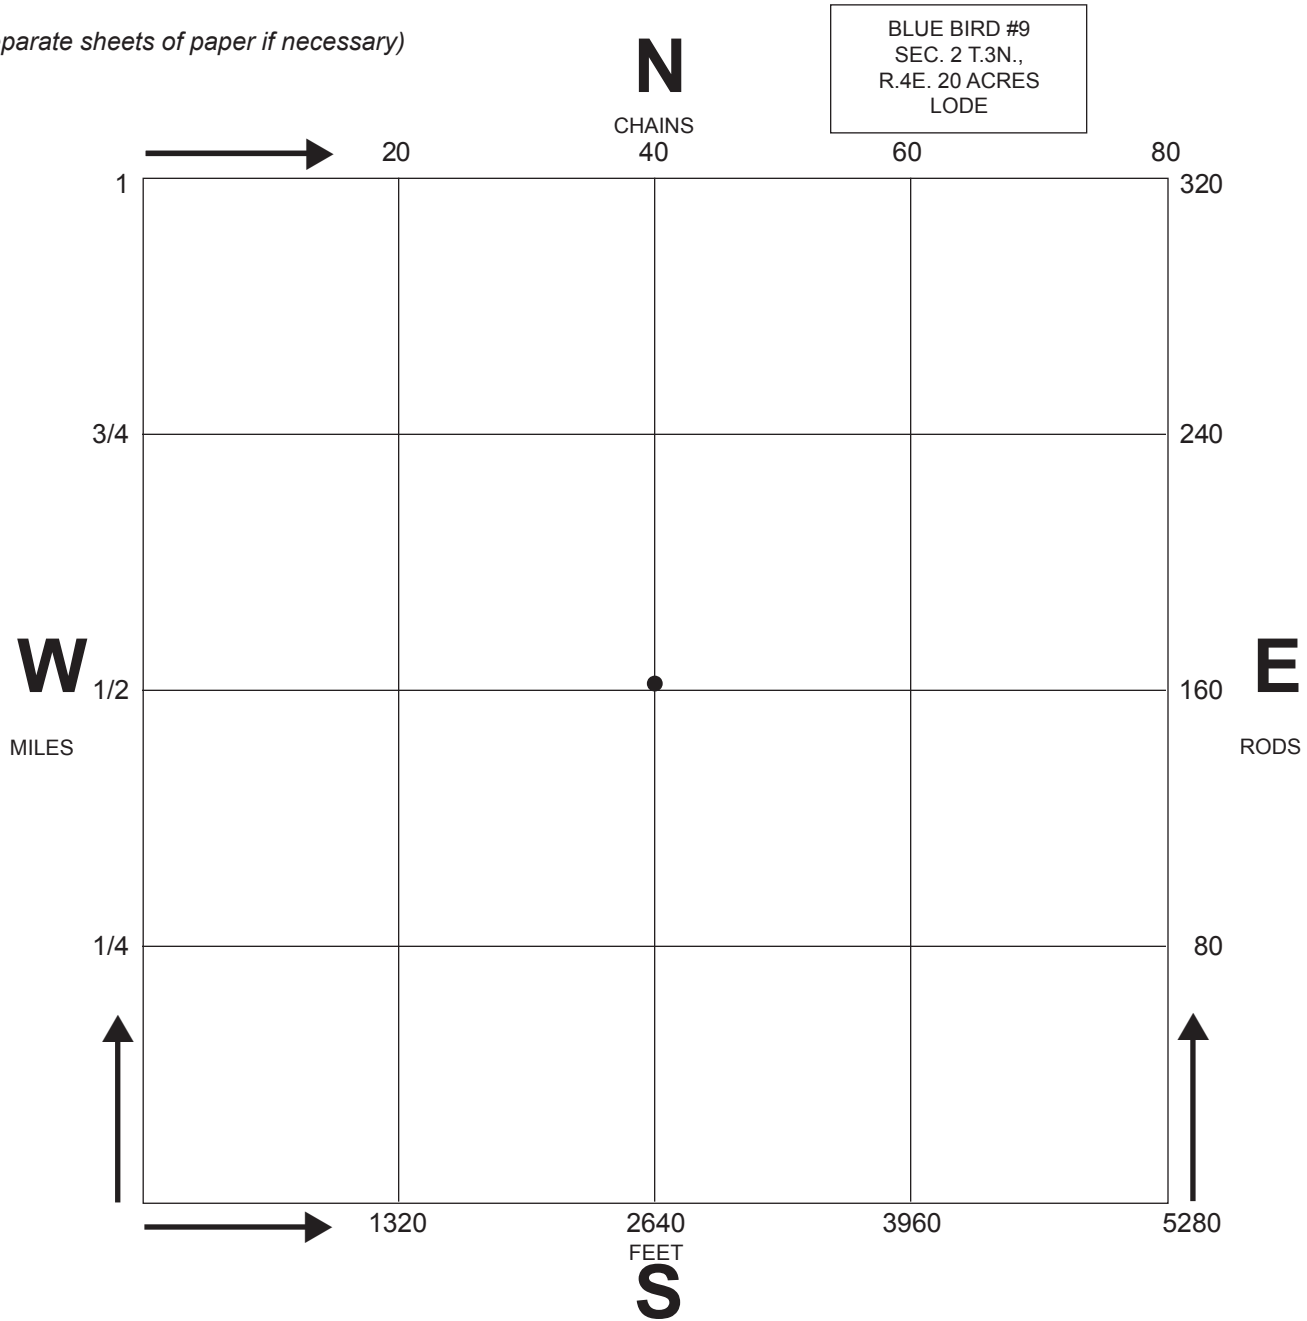 parate sheets of paper if necessary)
BLUE BIRD #9
SEC. 2 T.3N.,
R.4E. 20 ACRES
LODE
N
CHAINS
20 40 60 80
1 320
3/4 240
W 1/2 160 E
MILES RODS
1/4 80
1320 2640 3960 5280
FEET
S